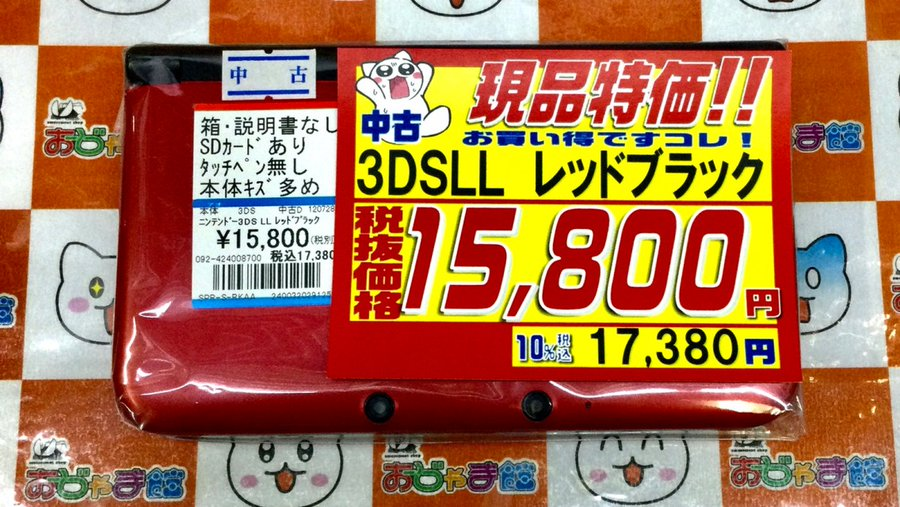 中古
箱・説明書なし
SDカードあり
タッチペン無し
本体キズ多め
本体 3DS 中古D 120728
ニンテンドー3DS LL レッドブラック
¥15,800(税別)
092-424008700 税込17,380
現品特価!!
中古
お買い得ですコレ!
3DSLL レッドブラック
税抜価格
15,800円
10%税込 17,380円
おじゃま館
おじゃま館
おじゃま館
おじゃま館